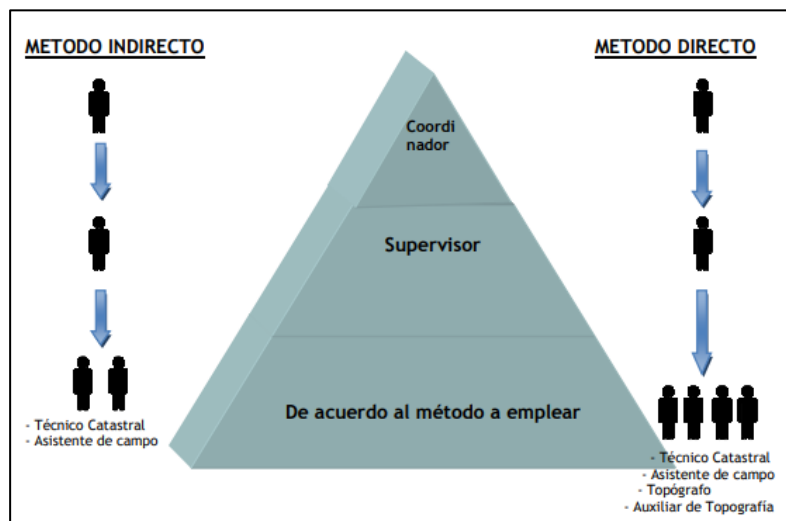 METODO INDIRECTO
METODO DIRECTO
Coordi
nador
Supervisor
De acuerdo al método a emplear
- Técnico Catastral
- Asistente de campo
- Técnico Catastral
- Asistente de campo
- Topógrafo
- Auxiliar de Topografía